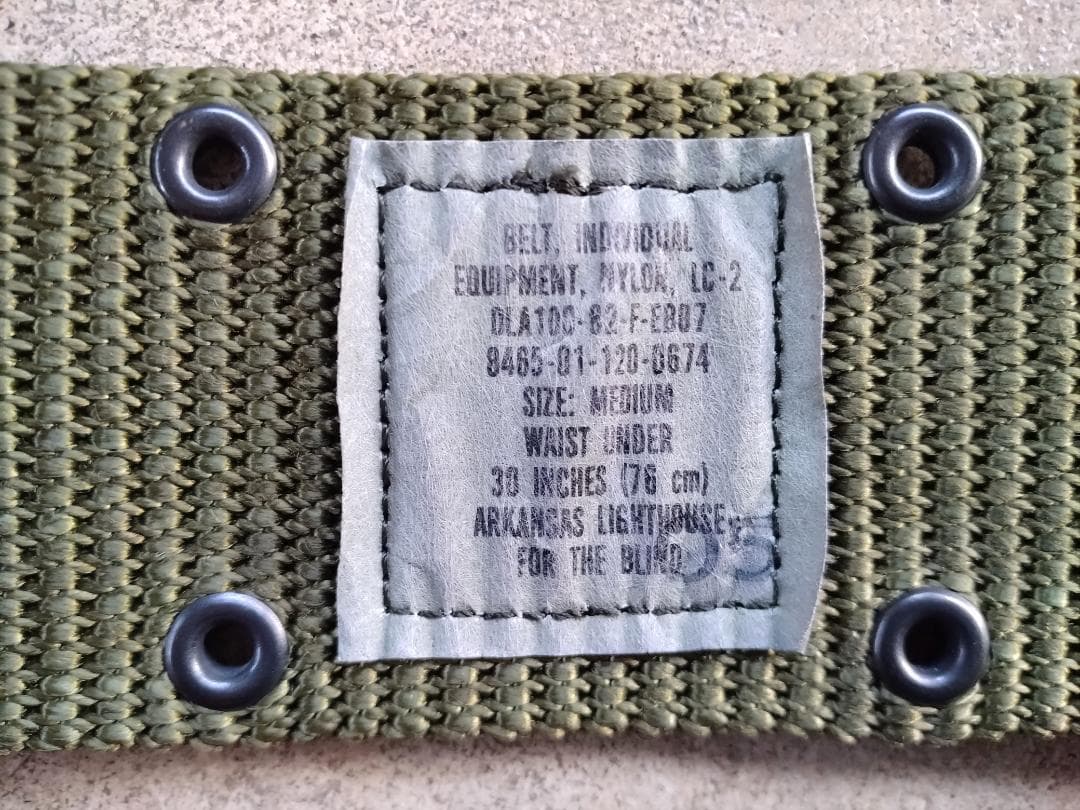 BELT, INDIVIDUAL
EQUIPMENT, NYLON, LC-2
DLA100-82-F-EB07
8465-01-120-0674
SIZE: MEDIUM
WAIST UNDER
30 INCHES (76 cm)
ARKANSAS LIGHTHOUSE
FOR THE BLIND